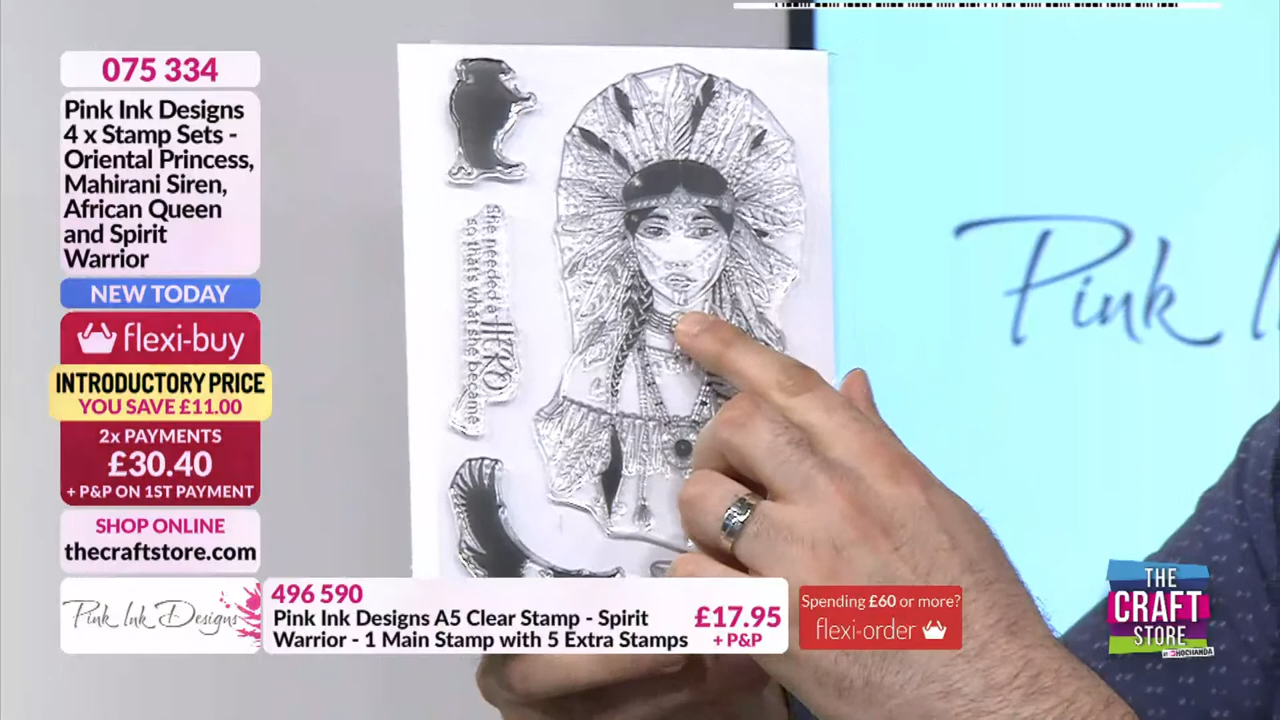 075 334
Pink Ink Designs
4 x Stamp Sets -
Oriental Princess,
Mahirani Siren,
African Queen
and Spirit
Warrior
NEW TODAY
flexi-buy
INTRODUCTORY PRICE
YOU SAVE £11.00
2x PAYMENTS
£30.40
+ P&P ON 1ST PAYMENT
SHOP ONLINE
thecraftstore.com
She needed a HERO
so that's what she became
Pink I
Pink Ink Designs
496 590
Pink Ink Designs A5 Clear Stamp - Spirit
Warrior - 1 Main Stamp with 5 Extra Stamps
£17.95
+ P&P
Spending £60 or more?
flexi-order
THE
CRAFT
STORE
HOCHANDA